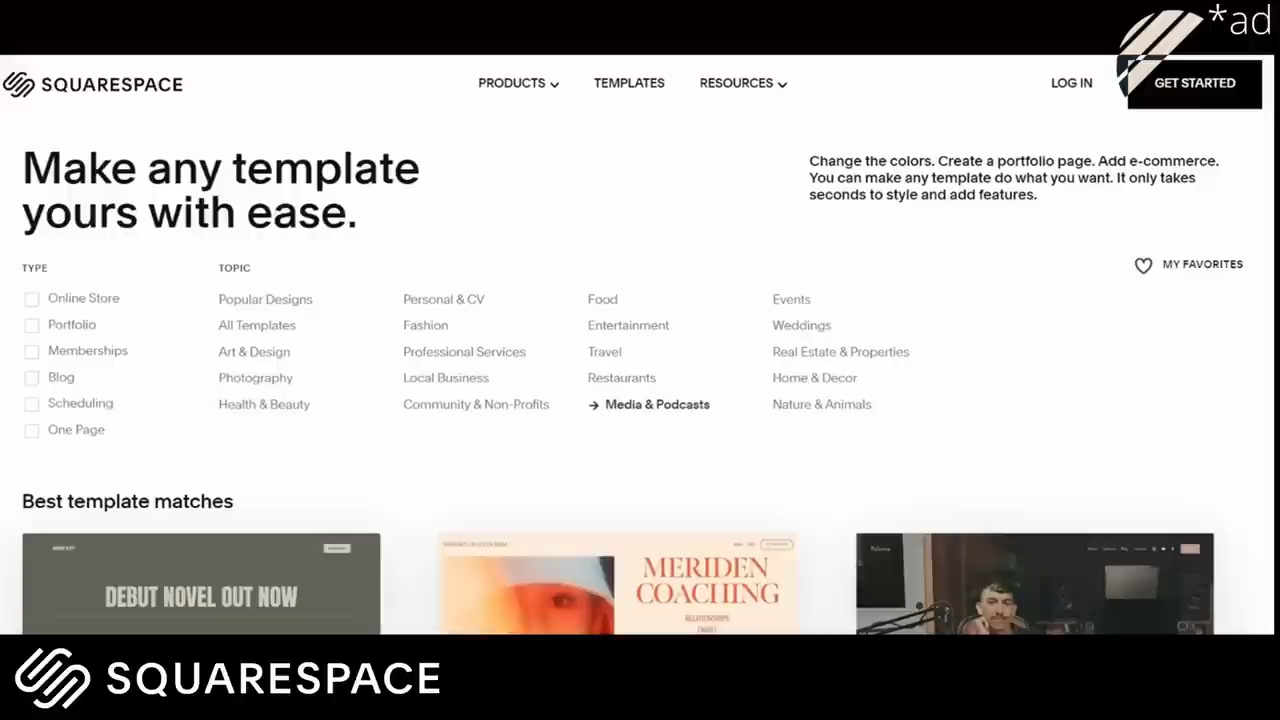 *ad
SQUARESPACE
PRODUCTS
TEMPLATES
RESOURCES
LOG IN
GET STARTED
Make any template
yours with ease.
Change the colors. Create a portfolio page. Add e-commerce.
You can make any template do what you want. It only takes
seconds to style and add features.
MY FAVORITES
TYPE
Online Store
Portfolio
Memberships
Blog
Scheduling
One Page
TOPIC
Popular Designs
All Templates
Art & Design
Photography
Health & Beauty
Personal & CV
Fashion
Professional Services
Local Business
Community & Non-Profits
Food
Entertainment
Travel
Restaurants
→ Media & Podcasts
Events
Weddings
Real Estate & Properties
Home & Decor
Nature & Animals
Best template matches
DEBUT NOVEL OUT NOW
MERIDEN
COACHING
RELATIONSHIPS
SQUARESPACE